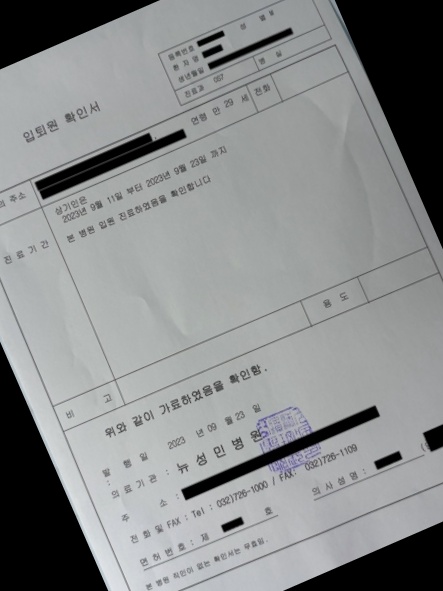 등록번호 성 별
환 자 명
생년월일
진료과 007 병 실
입퇴원 확인서
의 주소 연령 만 29 세 전화
상기인은
2023년 9월 11일 부터 2023년 9월 23일 까지
진 료 기 간 본 병원 입원 진료하였음을 확인합니다
비 고 용 도
위와 같이 가료하였음을 확인함.
발 행 일 : 2023 년 09 월 23 일
의 료 기 관 : 뉴 성 민 병 원
주 소 :
전 화 및 FAX : Tel : 032)726-1000 / FAX: 032)726-1109
면 허 번 호 : 제 호 의 사 성 명 : (
본 병원 직인이 없는 확인서는 무효임.